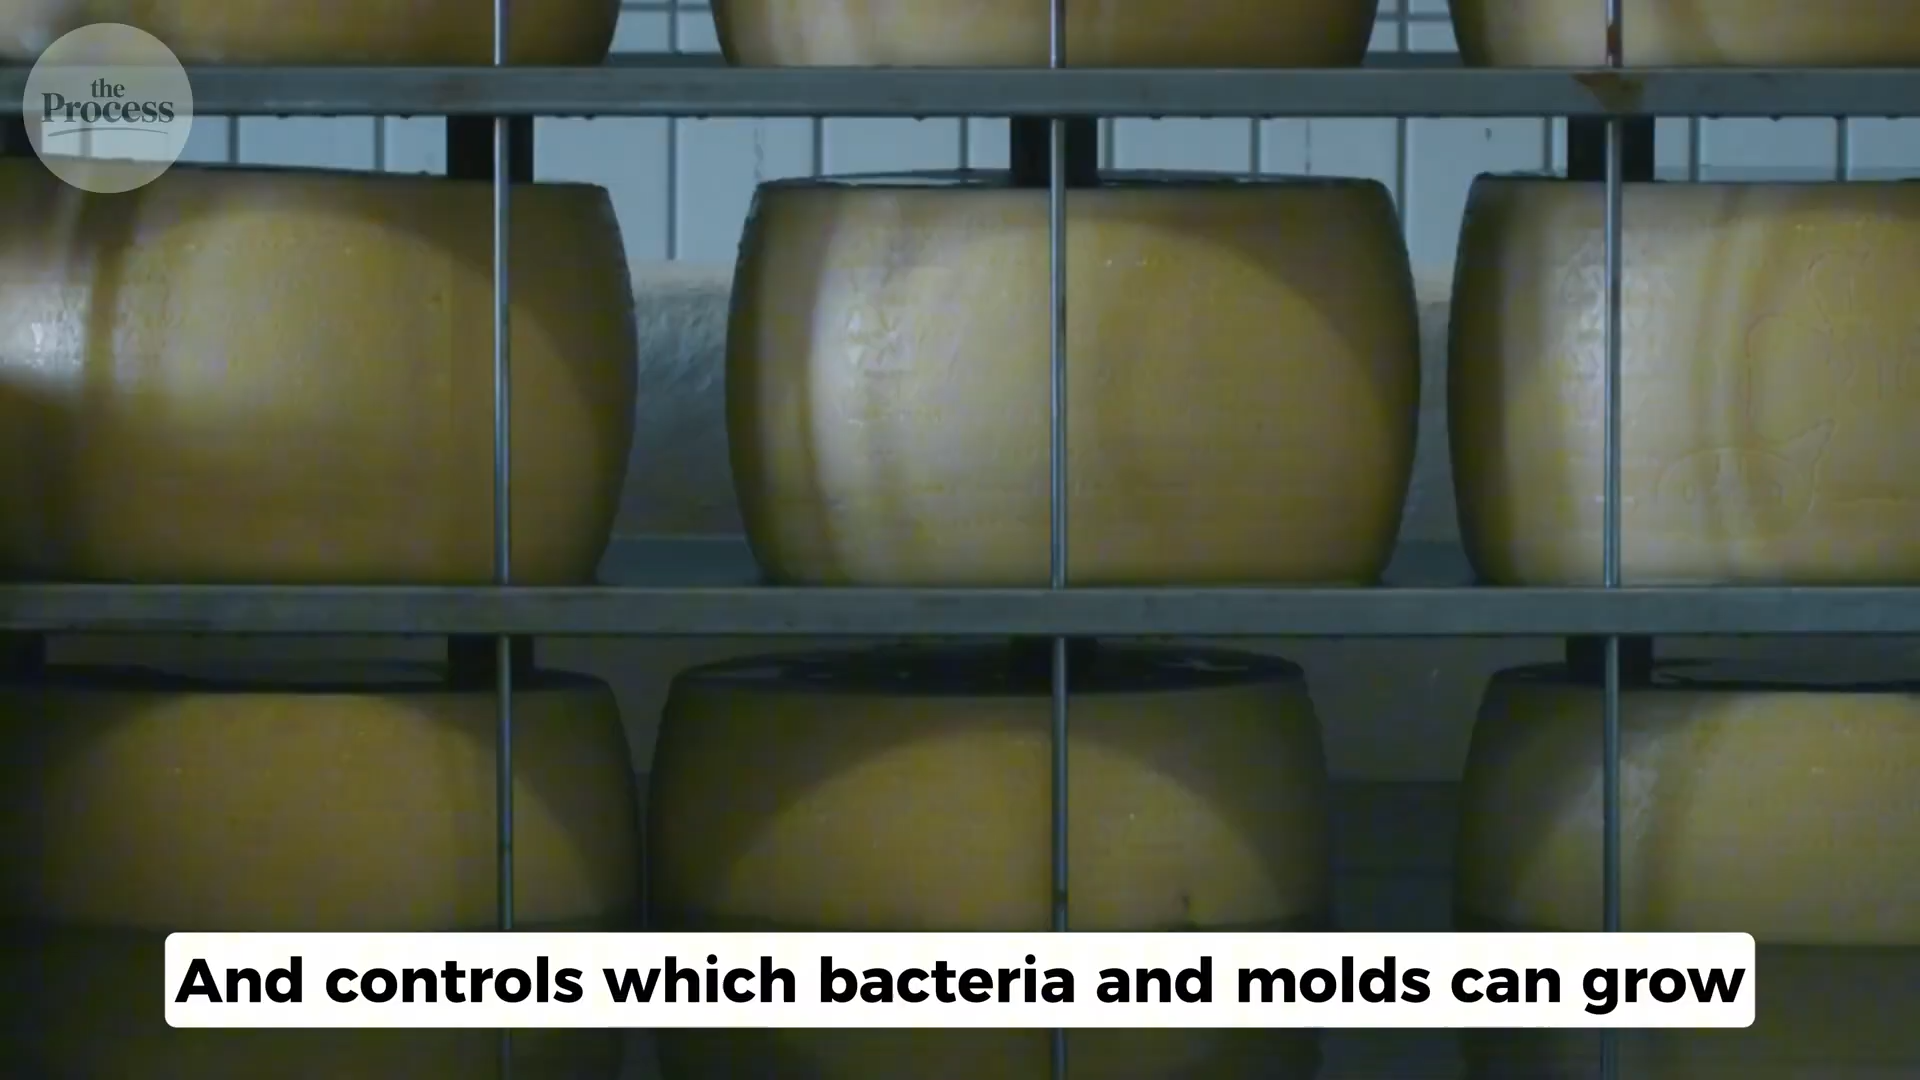 the
Process
And controls which bacteria and molds can grow